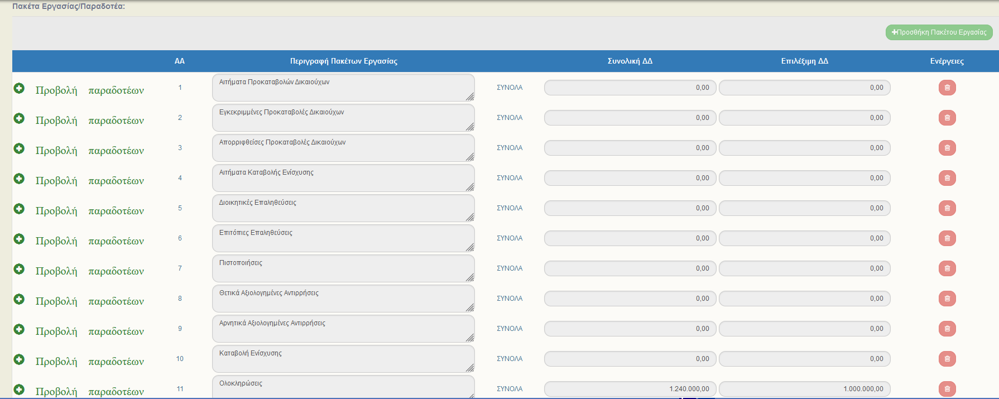 Πακέτα Εργασίας/Παραδοτέα:
Προσθήκη Πακέτου Εργασίας
ΑΑ Περιγραφή Πακέτων Εργασίας Συνολική ΔΔ Επιλέξιμη ΔΔ Ενέργειες
Προβολή παραδοτέων 1 Αιτήματα Προκαταβολών Δικαιούχων ΣΥΝΟΛΑ 0,00 0,00
Προβολή παραδοτέων 2 Εγκεκριμμένες Προκαταβολές Δικαιούχων ΣΥΝΟΛΑ 0,00 0,00
Προβολή παραδοτέων 3 Απορριφθείσες Προκαταβολές Δικαιούχων ΣΥΝΟΛΑ 0,00 0,00
Προβολή παραδοτέων 4 Αιτήματα Καταβολής Ενίσχυσης ΣΥΝΟΛΑ 0,00 0,00
Προβολή παραδοτέων 5 Διοικητικές Επαληθεύσεις ΣΥΝΟΛΑ 0,00 0,00
Προβολή παραδοτέων 6 Επιτόπιες Επαληθεύσεις ΣΥΝΟΛΑ 0,00 0,00
Προβολή παραδοτέων 7 Πιστοποιήσεις ΣΥΝΟΛΑ 0,00 0,00
Προβολή παραδοτέων 8 Θετικά Αξιολογημένες Αντιρρήσεις ΣΥΝΟΛΑ 0,00 0,00
Προβολή παραδοτέων 9 Αρνητικά Αξιολογημένες Αντιρρήσεις ΣΥΝΟΛΑ 0,00 0,00
Προβολή παραδοτέων 10 Καταβολή Ενίσχυσης ΣΥΝΟΛΑ 0,00 0,00
Προβολή παραδοτέων 11 Ολοκληρώσεις ΣΥΝΟΛΑ 1.240.000,00 1.000.000,00